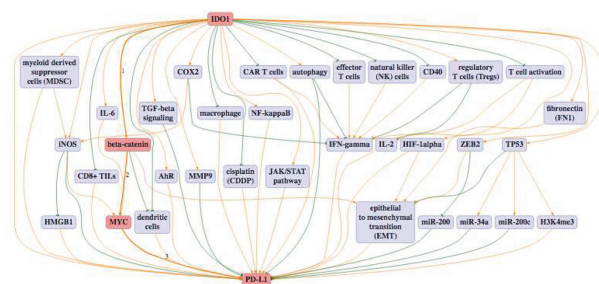 IDO1
myeloid derived
suppressor
cells (MDSC)
COX2
CAR T cells
autophagy
effector
T cells
natural killer
(NK) cells
CD40
regulatory
T cells (Tregs)
T cell activation
1
IL-6
TGF-beta
signaling
macrophage
NF-kappaB
fibronectin
(FN1)
iNOS
beta-catenin
IFN-gamma
IL-2
HIF-1alpha
ZEB2
TP53
2
CD8+ TILs
AhR
MMP9
cisplatin
(CDDP)
JAK/STAT
pathway
HMGB1
MYC
dendritic
cells
epithelial
to mesenchymal
transition
(EMT)
miR-200
miR-34a
miR-200c
H3K4me3
3
PD-L1